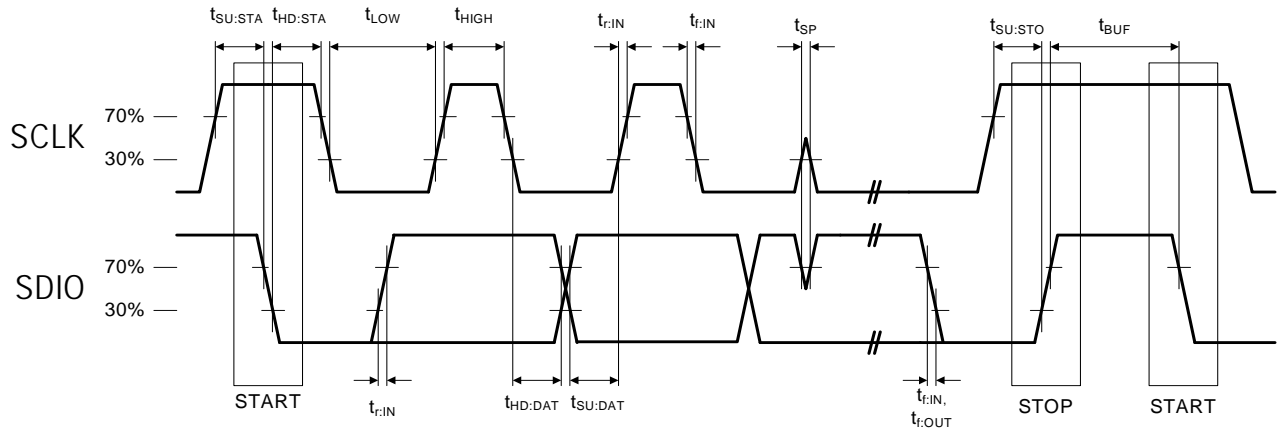 tSU:STA tHD:STA tLOW tHIGH tr:IN tf:IN tSP tSU:STO tBUF
SCLK 70%
30%
SDIO 70%
30%
START tr:IN tHD:DAT tSU:DAT tf:IN,
tf:OUT STOP START